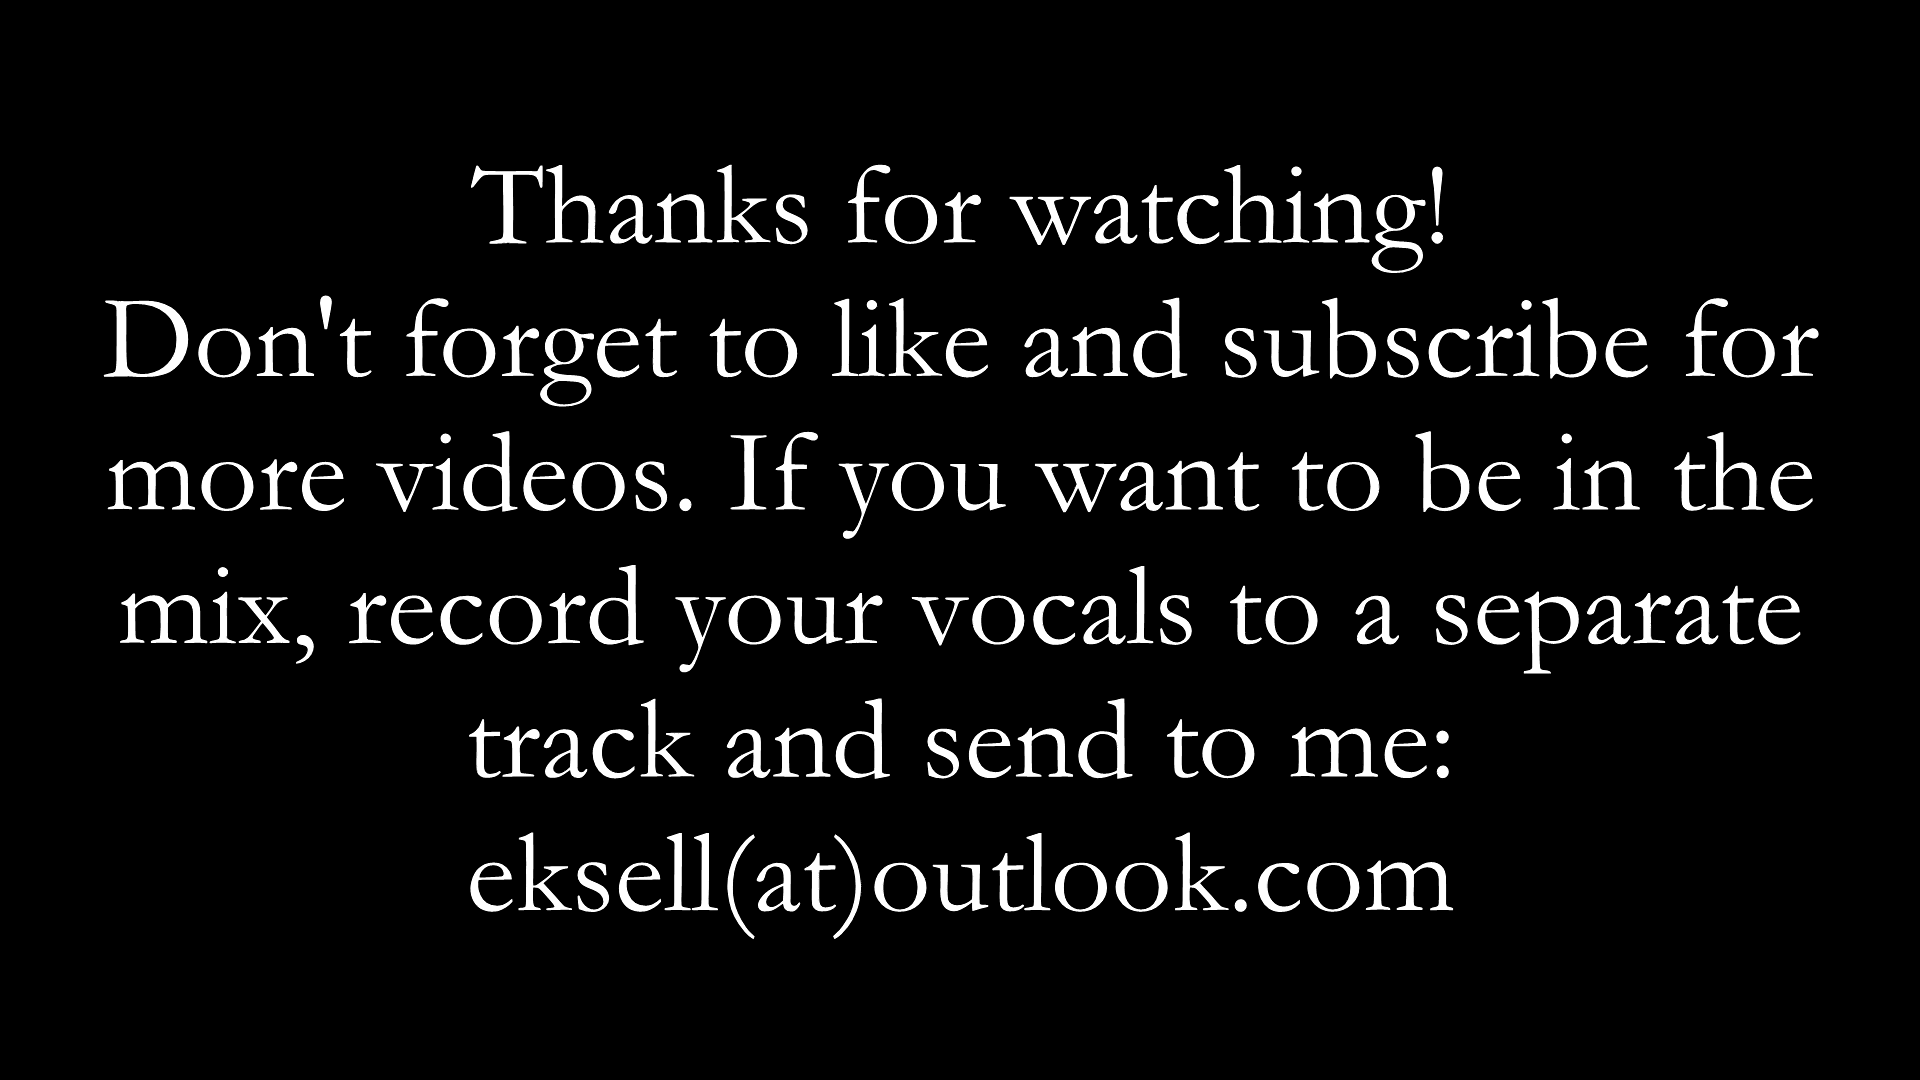 Thanks for watching!
Don't forget to like and subscribe for
more videos. If you want to be in the
mix, record your vocals to a separate
track and send to me:
eksell(at)outlook.com